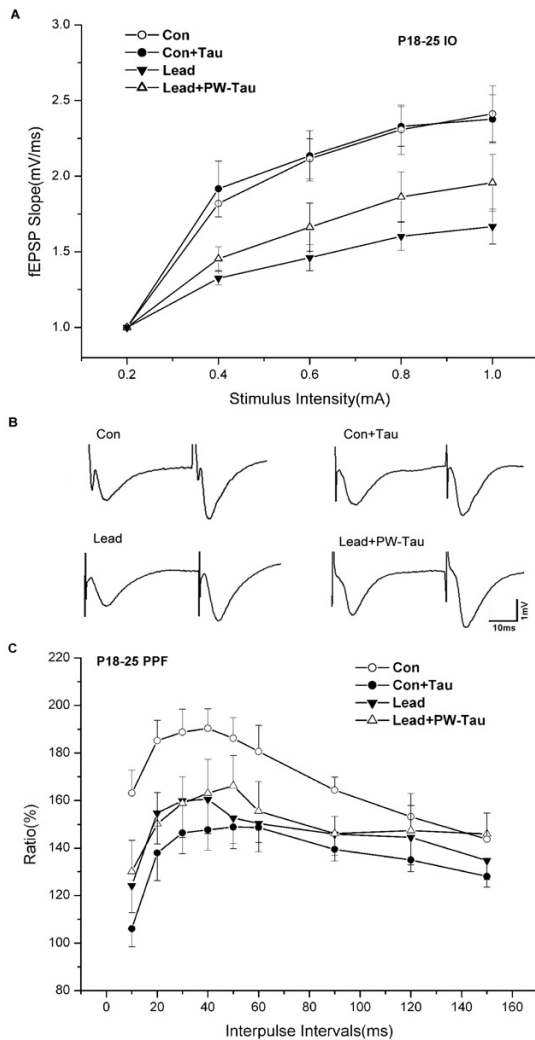 A
Con
Con+Tau
Lead
Lead+PW-Tau
P18-25 IO
fEPSP Slope(mV/ms)
2.5
2.0
1.5
1.0
0.2 0.4 0.6 0.8 1.0
Stimulus Intensity(mA)
B
Con
Con+Tau
Lead
Lead+PW-Tau
1mV
10ms
C
P18-25 PPF
Con
Con+Tau
Lead
Lead+PW-Tau
Ratio(%)
220
200
180
160
140
120
100
80
0 20 40 60 80 100 120 140 160
Interpulse Intervals(ms)